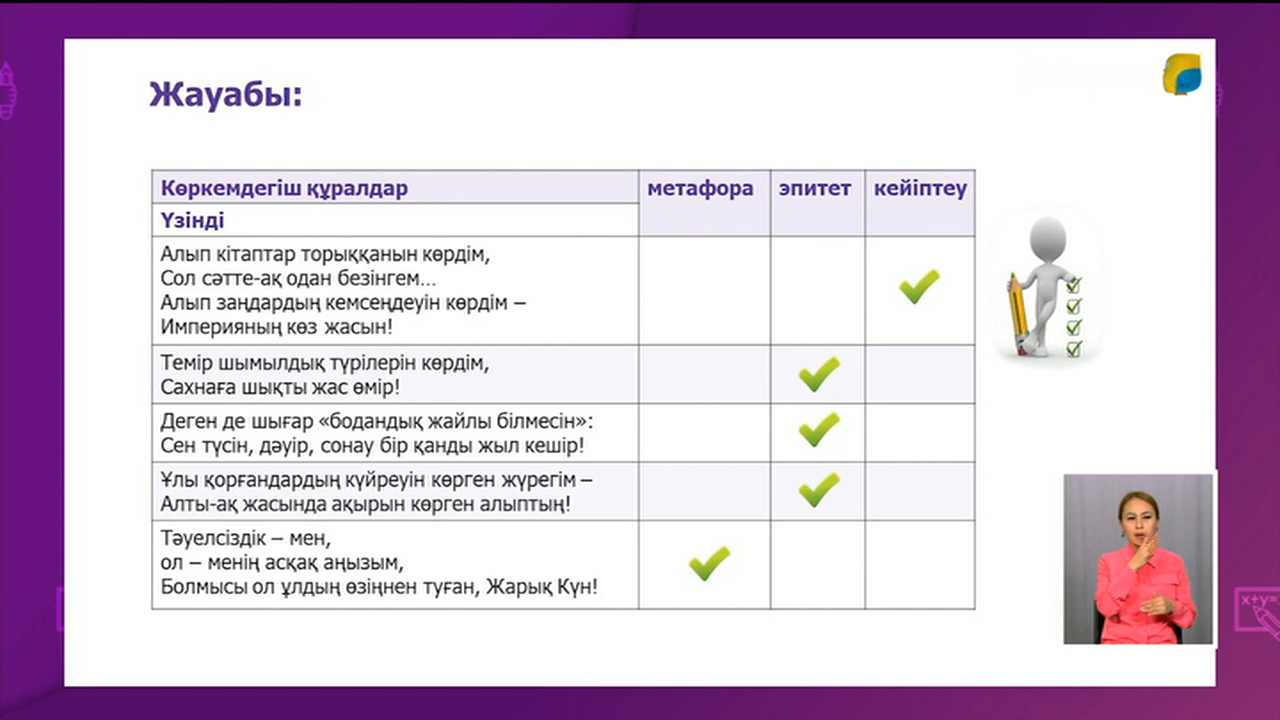 Жауабы:
Көркемдегіш құралдар
метафора
эпитет
кейіптеу
Үзінді
Алып кітаптар торыққанын көрдім,
Сол сәтте-ақ одан безінгем...
Алып заңдардың кемсеңдеуін көрдім –
Империяның көз жасын!
Темір шымылдық түрілерін көрдім,
Сахнаға шықты жас өмір!
Деген де шығар «бодандық жайлы білмесін»:
Сен түсін, дәуір, сонау бір қанды жыл кешір!
Ұлы қорғандардың күйреуін көрген жүрегім –
Алты-ақ жасында ақырын көрген алыптың!
Тәуелсіздік – мен,
ол – менің асқақ аңызым,
Болмысы ол ұлдың өзіңнен туған, Жарық Күн!
x+y=